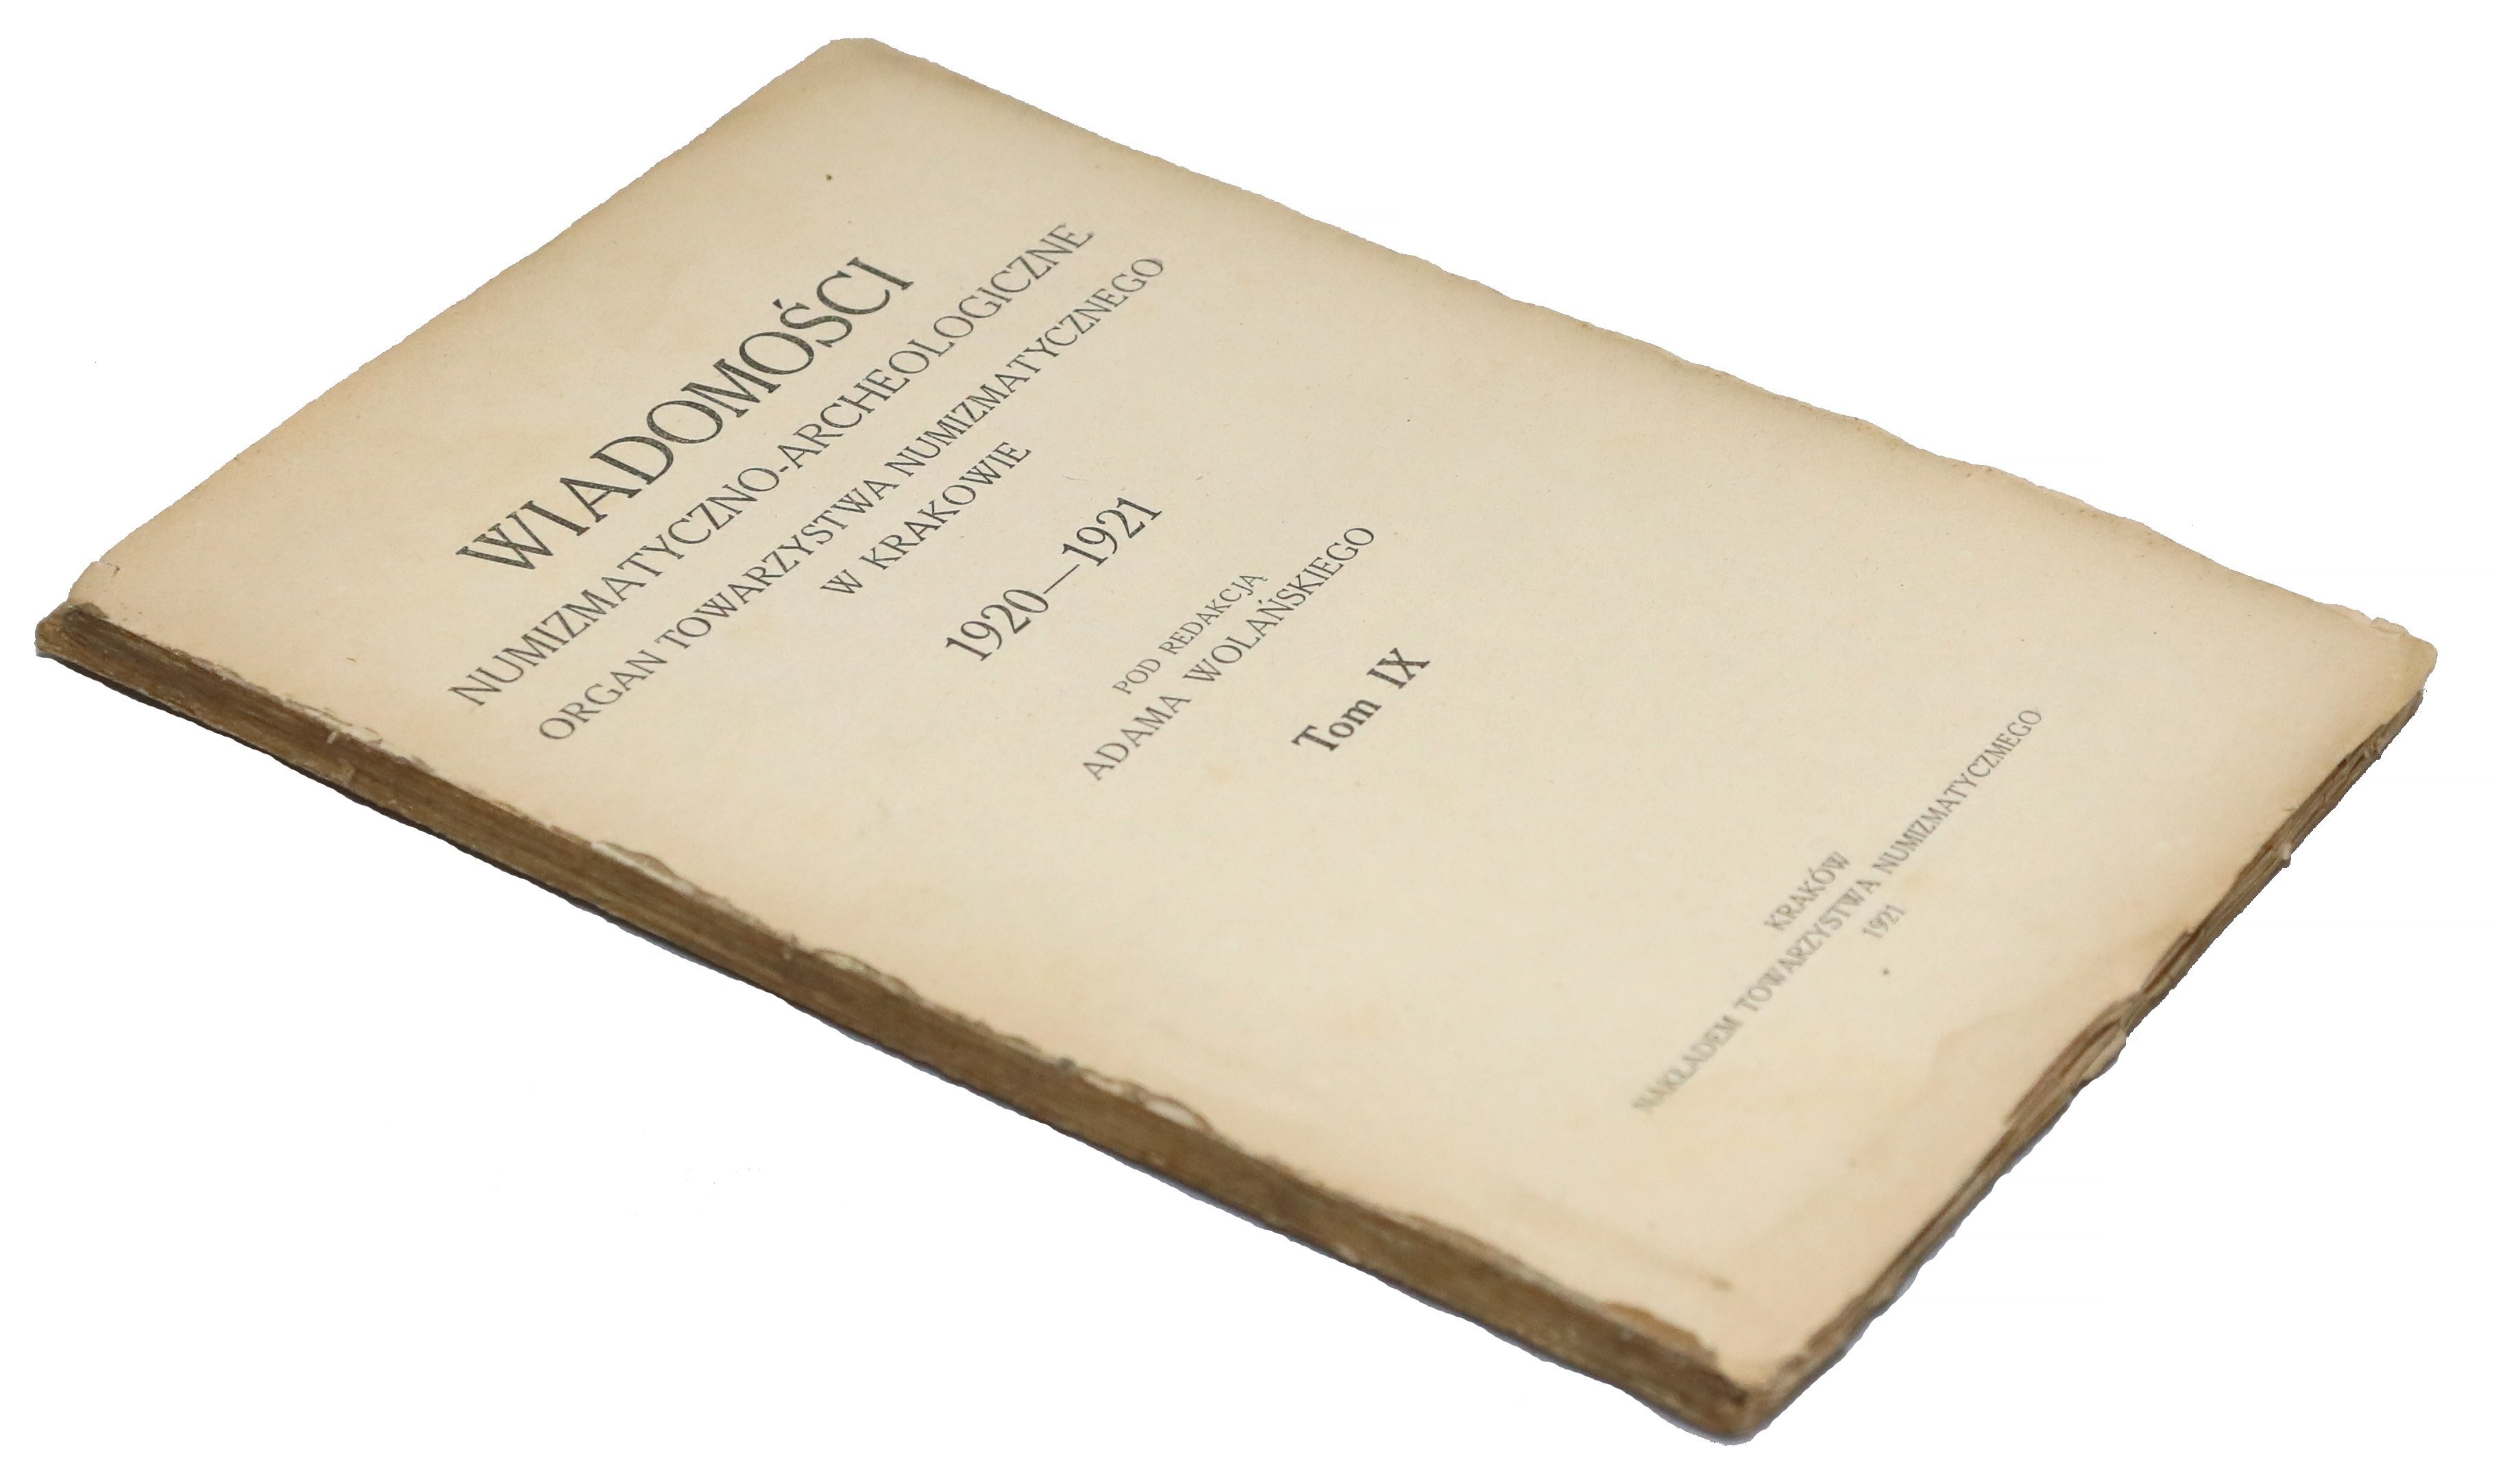 WIADOMOŚCI
NUMIZMATYCZNO-ARCHEOLOGICZNE
ORGAN TOWARZYSTWA NUMIZMATYCZNEGO
W KRAKOWIE
1920—1921
POD REDAKCJĄ
ADAMA WOLAŃSKIEGO
Tom IX
KRAKÓW
NAKŁADEM TOWARZYSTWA NUMIZMATYCZMEGO
1921